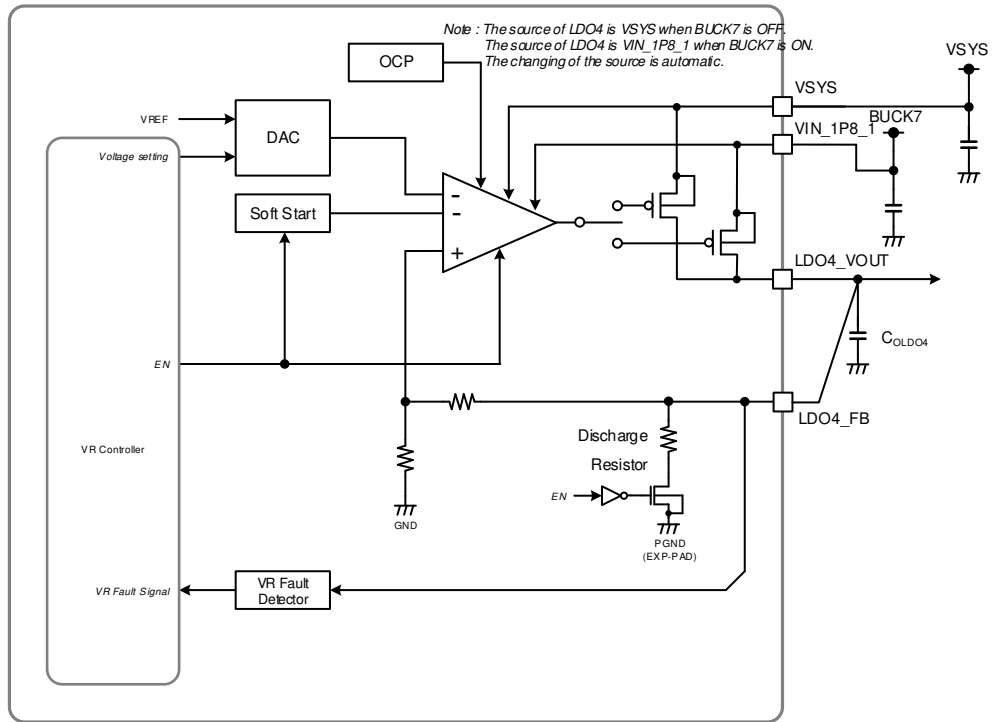 Note : The source of LDO4 is VSYS when BUCK7 is OFF.
The source of LDO4 is VIN_1P8_1 when BUCK7 is ON.
The changing of the source is automatic.
OCP
VSYS
VSYS
VREF
DAC
VIN_1P8_1
BUCK7
Voltage setting
-
-
+
Soft Start
LDO4_VOUT
COLDO4
EN
LDO4_FB
Discharge
Resistor
VR Controller
EN
GND
PGND
(EXP-PAD)
VR Fault Signal
VR Fault
Detector